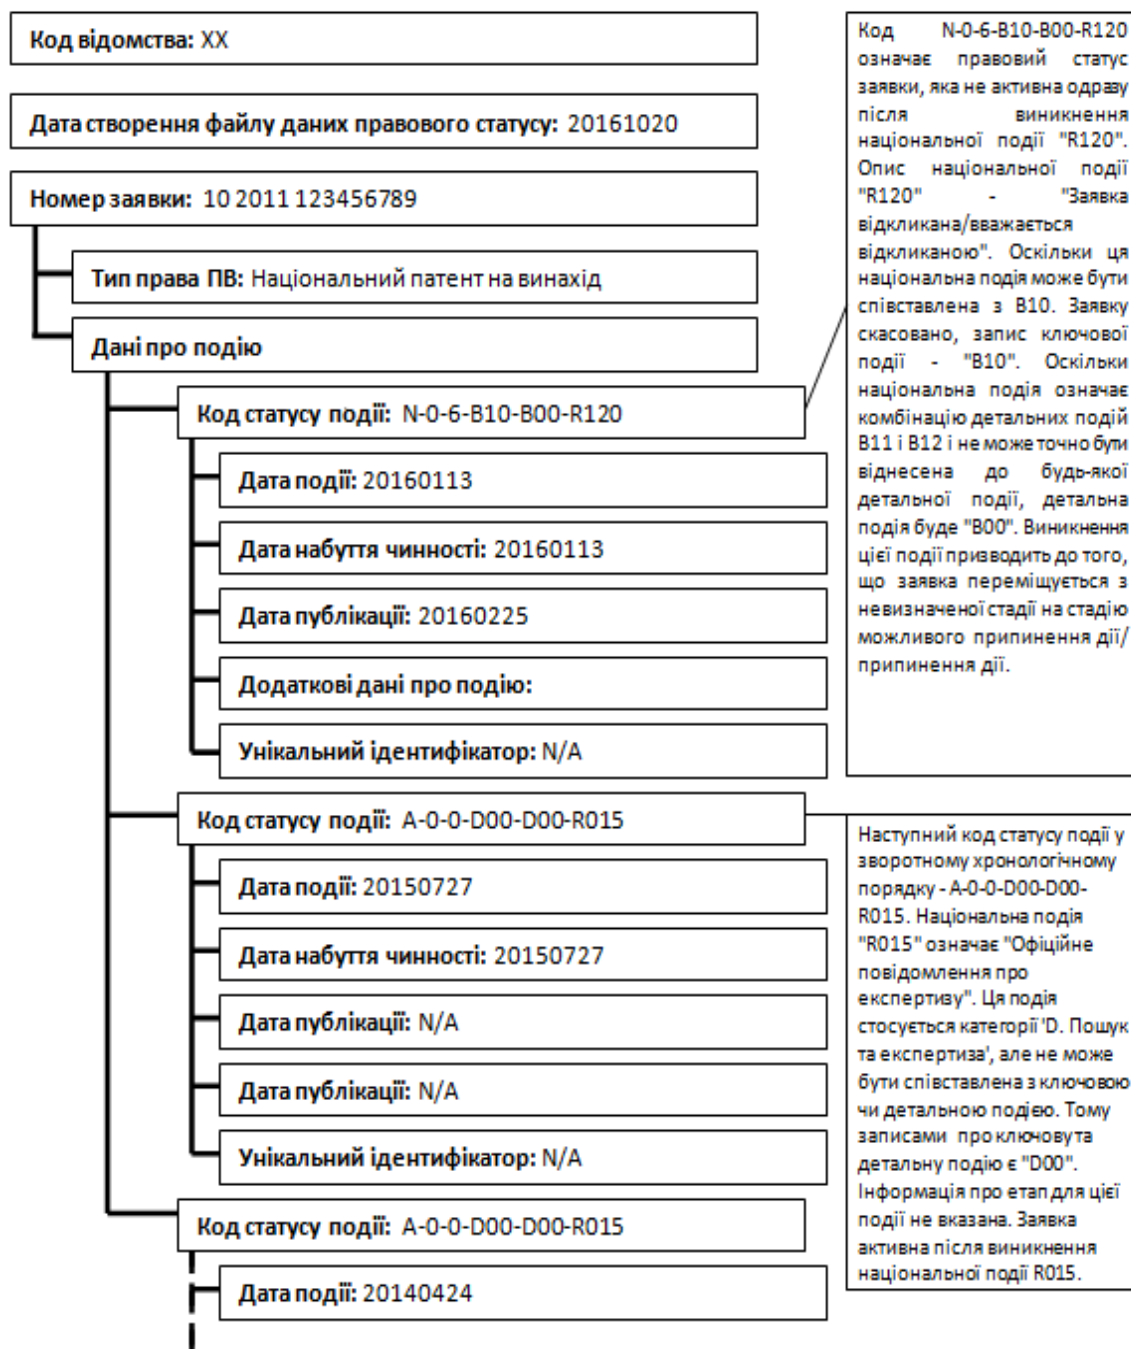 Код відомства: XX
Дата створення файлу даних правового статусу: 20161020
Номер заявки: 10 2011 123456789
Тип права ПВ: Національний патент на винахід
Дані про подію
Код статусу події: N-0-6-B10-B00-R120
Дата події: 20160113
Дата набуття чинності: 20160113
Дата публікації: 20160225
Додаткові дані про подію:
Унікальний ідентифікатор: N/A
Код статусу події: A-0-0-D00-D00-R015
Дата події: 20150727
Дата набуття чинності: 20150727
Дата публікації: N/A
Дата публікації: N/A
Унікальний ідентифікатор: N/A
Код статусу події: A-0-0-D00-D00-R015
Дата події: 20140424
Код N-0-6-B10-B00-R120
означає правовий статус
заявки, яка не активна одразу
після виникнення
національної події "R120".
Опис національної події
"R120" - "Заявка
відкликана/вважається
відкликаною". Оскільки ця
національна подія може бути
співставлена з B10. Заявку
скасовано, запис ключової
події - "B10". Оскільки
національна подія означає
комбінацію детальних подій
B11 і B12 і не може точно бути
віднесена до будь-якої
детальної події, детальна
подія буде "B00". Виникнення
цієї події призводить до того,
що заявка переміщується з
невизначеної стадії на стадію
можливого припинення дії/
припинення дії.
Наступний код статусу події у
зворотному хронологічному
порядку - A-0-0-D00-D00-
R015. Національна подія
"R015" означає "Офіційне
повідомлення про
експертизу". Ця подія
стосується категорії 'D. Пошук
та експертиза', але не може
бути співставлена з ключовою
чи детальною подією. Тому
записами про ключову та
детальну подію є "D00".
Інформація про етап для цієї
події не вказана. Заявка
активна після виникнення
національної події R015.